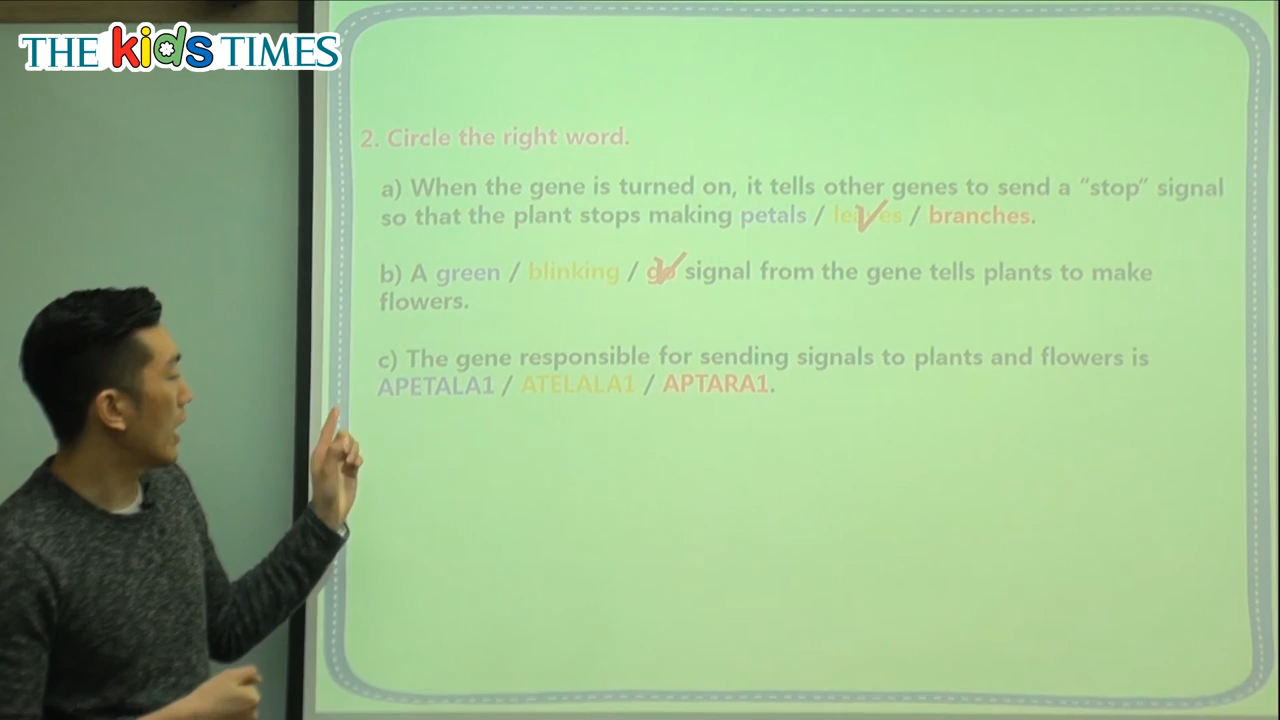 THE kids TIMES
2. Circle the right word.
a) When the gene is turned on, it tells other genes to send a “stop” signal
so that the plant stops making petals / leaves / branches.
b) A green / blinking / go signal from the gene tells plants to make
flowers.
c) The gene responsible for sending signals to plants and flowers is
APETALA1 / ATELALA1 / APTARA1.